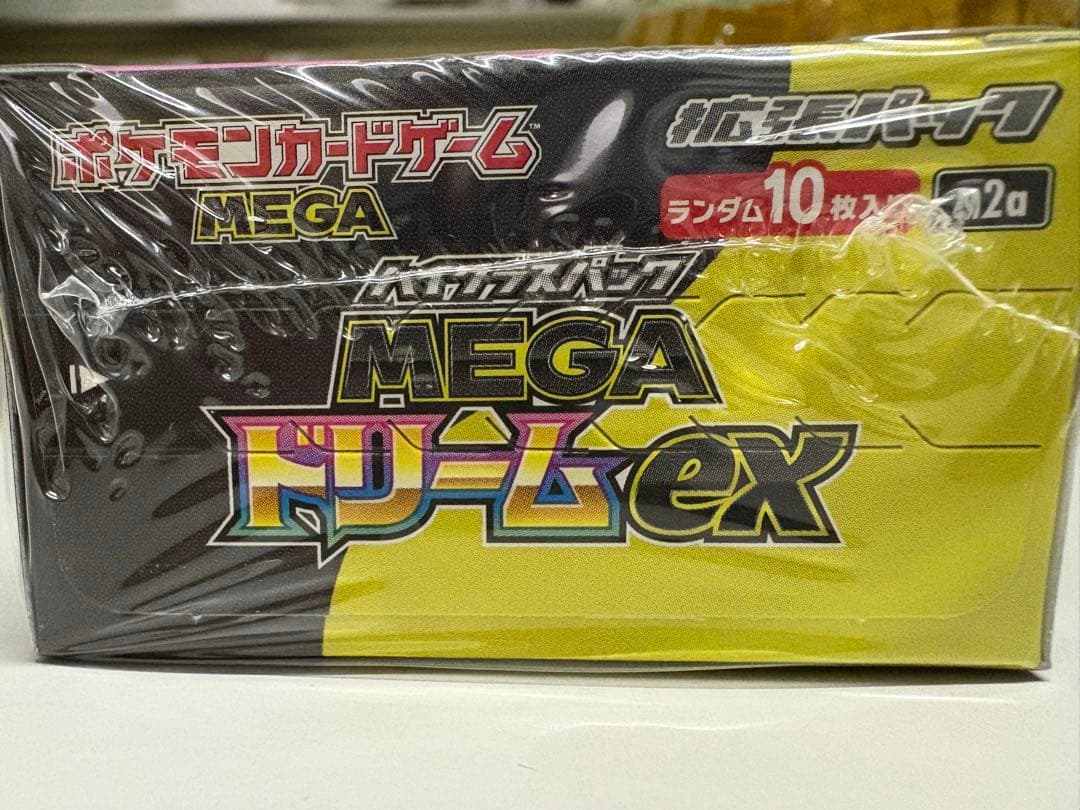 ポケモンカードゲーム™
MEGA
拡張パック
ランダム10枚入り
M2a
ハイクラスパック
MEGA
ドリームex